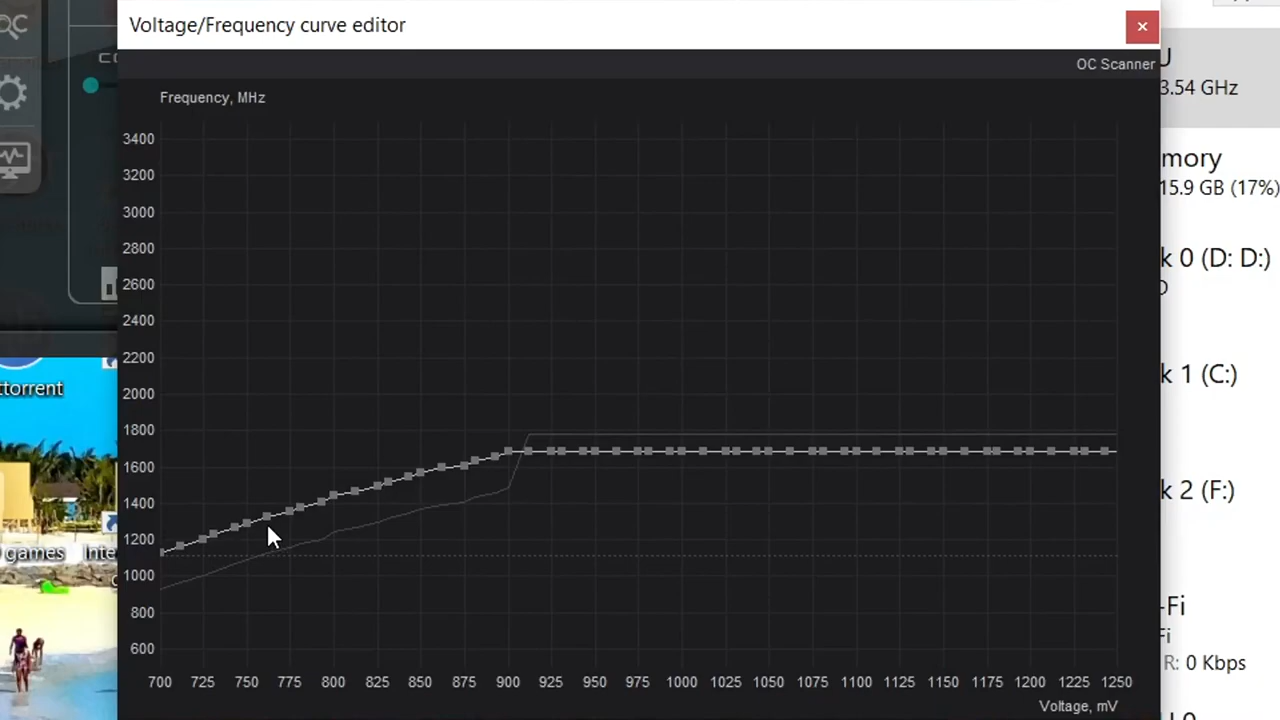 Voltage/Frequency curve editor
OC Scanner
Frequency, MHz
3400
3200
3000
2800
2600
2400
2200
2000
1800
1600
1400
1200
1000
800
600
700 725 750 775 800 825 850 875 900 925 950 975 1000 1025 1050 1075 1100 1125 1150 1175 1200 1225 1250
Voltage, mV
3.54 GHz
mory
15.9 GB (17%)
k 0 (D: D:)
k 1 (C:)
k 2 (F:)
-Fi
Fi
R: 0 Kbps
ttorrent
games
Inte